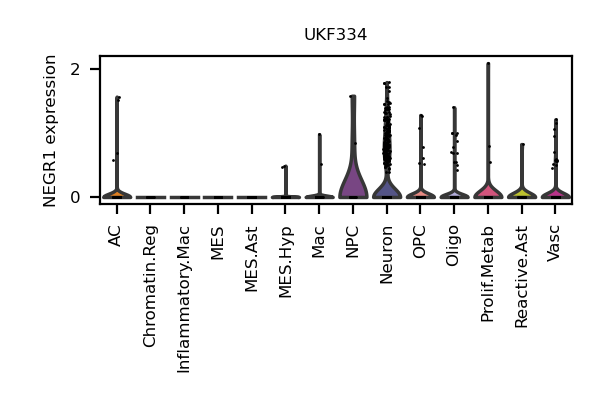 UKF334
NEGR1 expression
2
0
AC
Chromatin.Reg
Inflammatory.Mac
MES
MES.Ast
MES.Hyp
Mac
NPC
Neuron
OPC
Oligo
Prolif.Metab
Reactive.Ast
Vasc